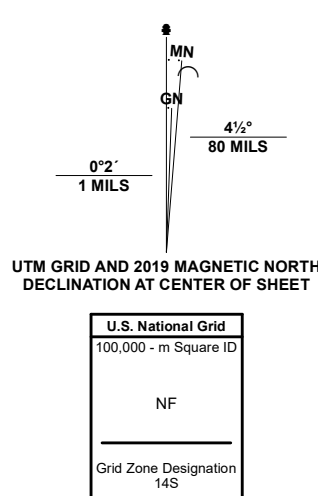 MN
GN
4½°
80 MILS
0°2´
1 MILS
UTM GRID AND 2019 MAGNETIC NORTH
DECLINATION AT CENTER OF SHEET
U.S. National Grid
100,000 - m Square ID
NF
Grid Zone Designation
14S